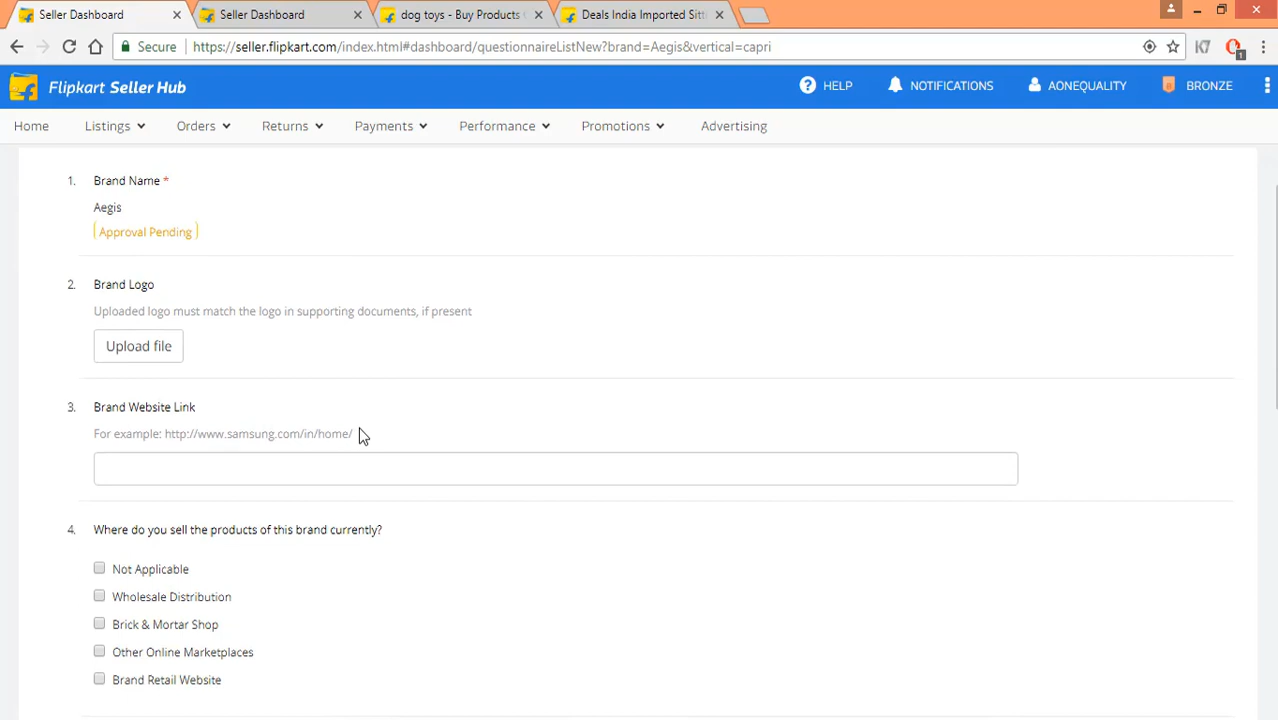 Seller Dashboard
Seller Dashboard
dog toys - Buy Products
Deals India Imported Sitt
Secure
https://seller.flipkart.com/index.html#dashboard/questionnaireListNew?brand=Aegis&vertical=capri
K7
1
Flipkart Seller Hub
HELP
NOTIFICATIONS
AONEQUALITY
BRONZE
Home
Listings
Orders
Returns
Payments
Performance
Promotions
Advertising
1. Brand Name *
Aegis
Approval Pending
2. Brand Logo
Uploaded logo must match the logo in supporting documents, if present
Upload file
3. Brand Website Link
For example: http://www.samsung.com/in/home/
4. Where do you sell the products of this brand currently?
Not Applicable
Wholesale Distribution
Brick & Mortar Shop
Other Online Marketplaces
Brand Retail Website